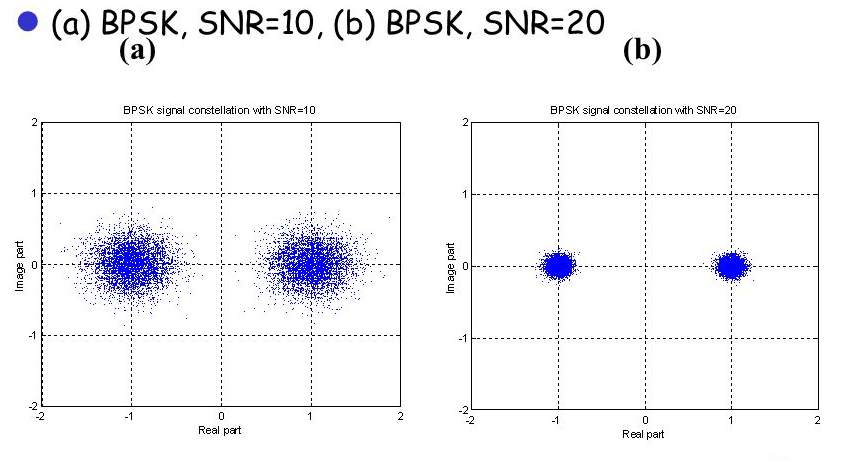 (a) BPSK, SNR=10, (b) BPSK, SNR=20
(a)
BPSK signal constellation with SNR=10
2
1
0
-1
-2
Image part
-2 -1 0 1 2
Real part
(b)
BPSK signal constellation with SNR=20
2
1
0
-1
-2
Image part
-2 -1 0 1 2
Real part